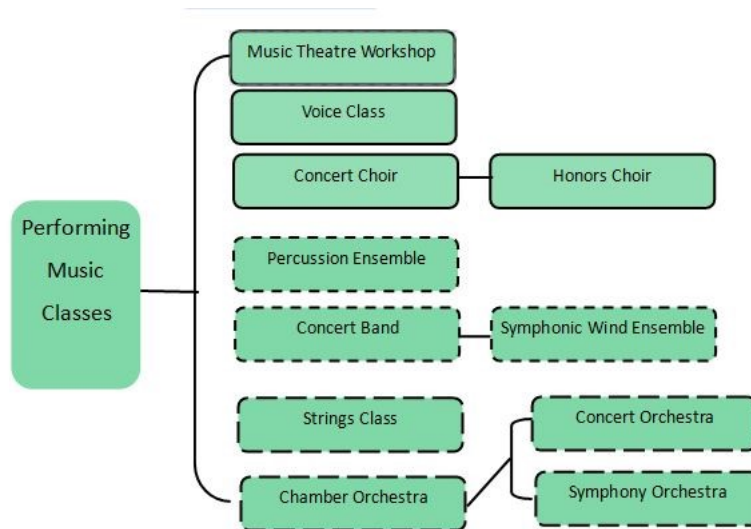 Music Theatre Workshop
Voice Class
Concert Choir
Honors Choir
Performing
Music
Classes
Percussion Ensemble
Concert Band
Symphonic Wind Ensemble
Strings Class
Concert Orchestra
Chamber Orchestra
Symphony Orchestra